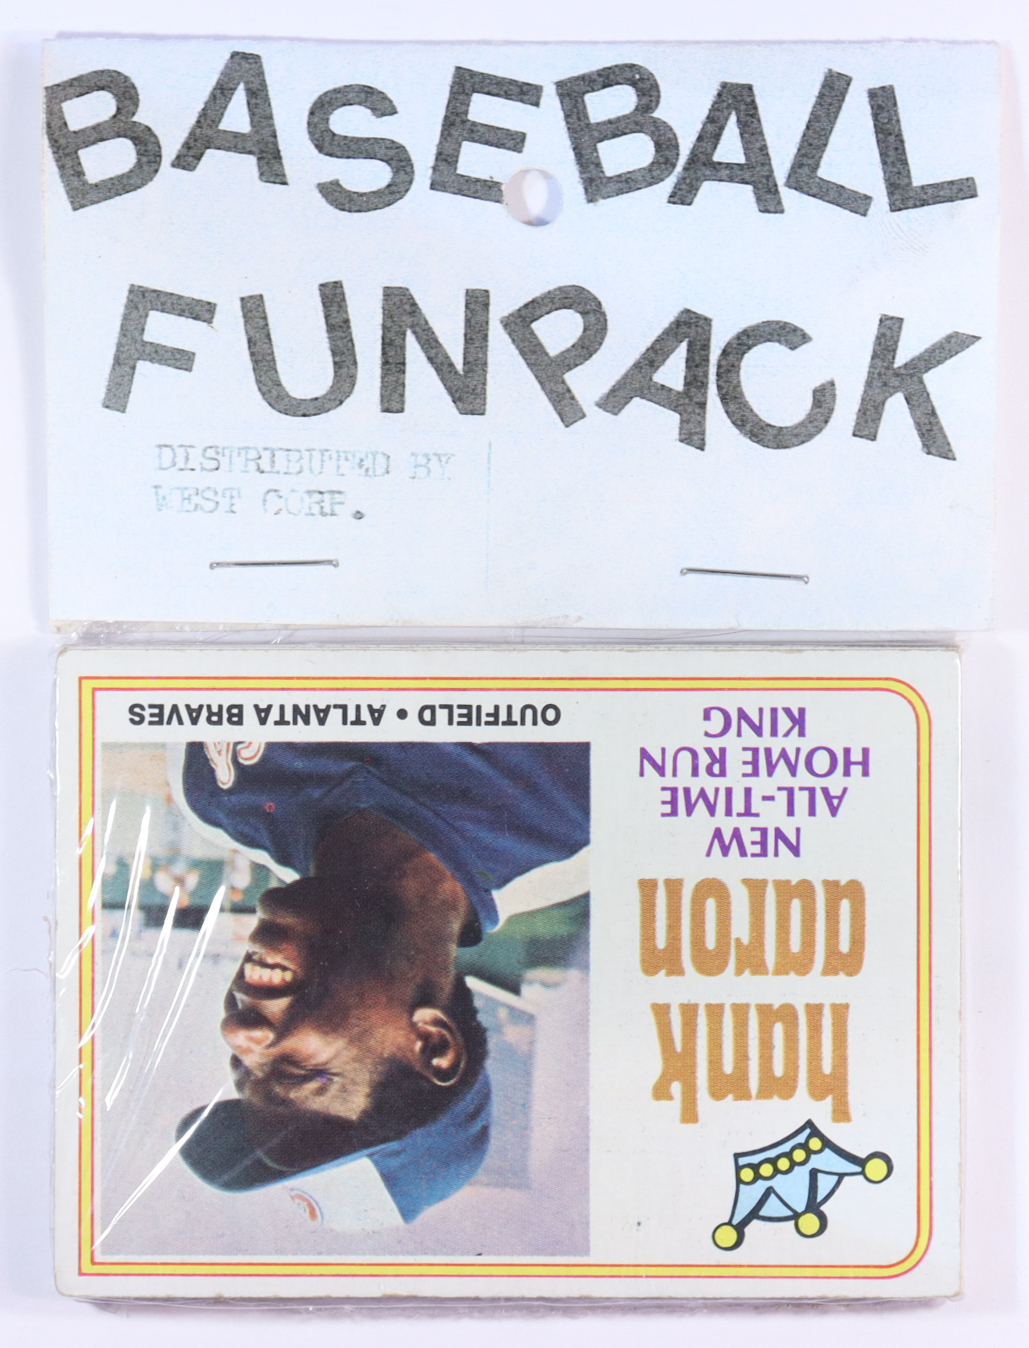 BASEBALL
FUNPACK
DISTRIBUTED BY
WEST CORP.
hank
aaron
NEW
ALL-TIME
HOME RUN
KING
OUTFIELD • ATLANTA BRAVES